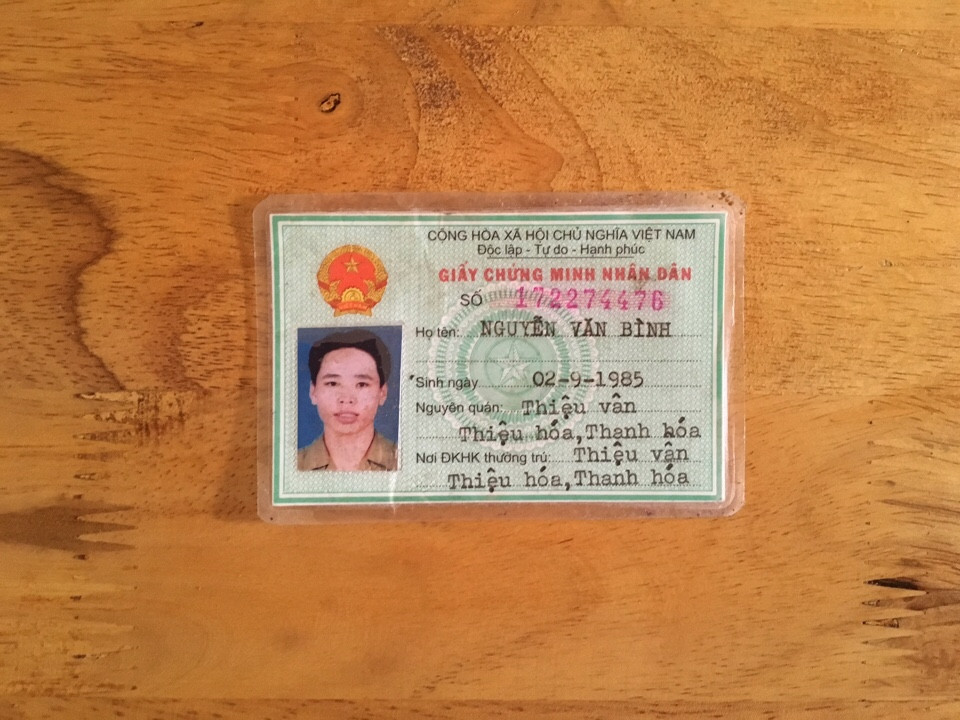 CỘNG HÒA XÃ HỘI CHỦ NGHĨA VIỆT NAM
Độc lập - Tự do - Hạnh phúc
GIẤY CHỨNG MINH NHÂN DÂN
SỐ 172274476
Họ tên: NGUYỄN VĂN BÌNH
Sinh ngày 02-9-1985
Nguyên quán: Thiệu vân
Thiệu hóa,Thanh hóa
Nơi ĐKHK thường trú: Thiệu vân
Thiệu hóa,Thanh hóa